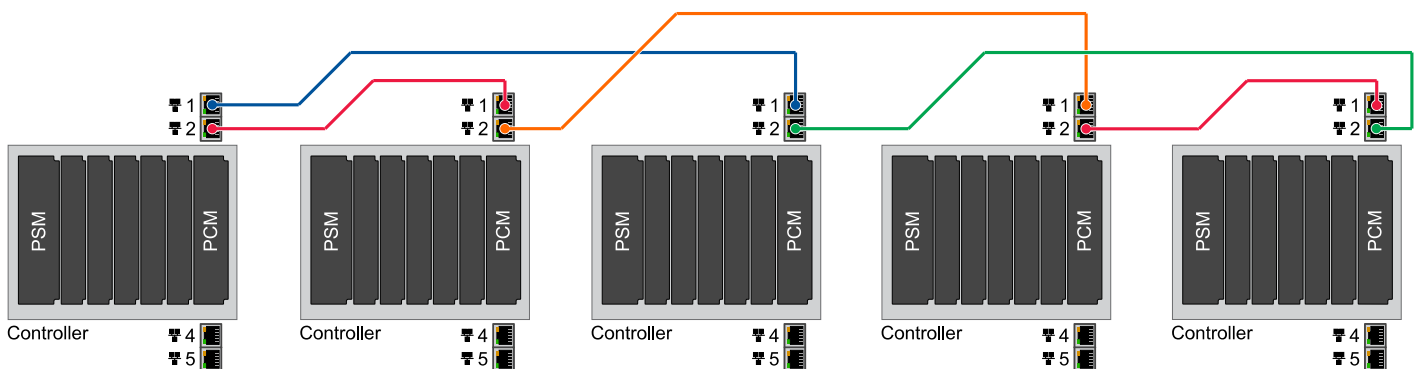 1 1 1 1 1
2 2 2 2 2
PSM PCM PSM PCM PSM PCM PSM PCM PSM PCM
Controller 4 Controller 4 Controller 4 Controller 4 Controller 4
5 5 5 5 5